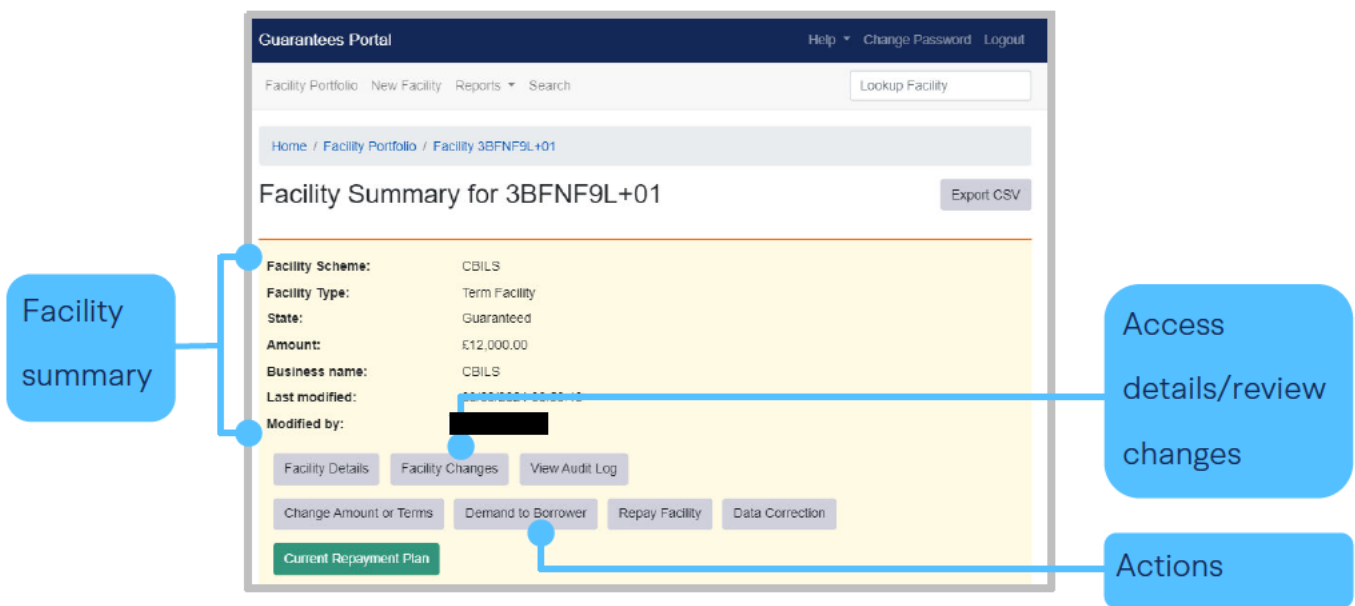 Guarantees Portal
Help Change Password Logout
Facility Portfolio New Facility Reports Search
Lookup Facility
Home / Facility Portfolio / Facility 3BFNF9L+01
Facility Summary for 3BFNF9L+01
Export CSV
Facility Scheme: CBILS
Facility Type: Term Facility
State: Guaranteed
Amount: £12,000.00
Business name: CBILS
Last modified:
Modified by:
Facility Details Facility Changes View Audit Log
Change Amount or Terms Demand to Borrower Repay Facility Data Correction
Current Repayment Plan
Facility
summary
Access
details/review
changes
Actions